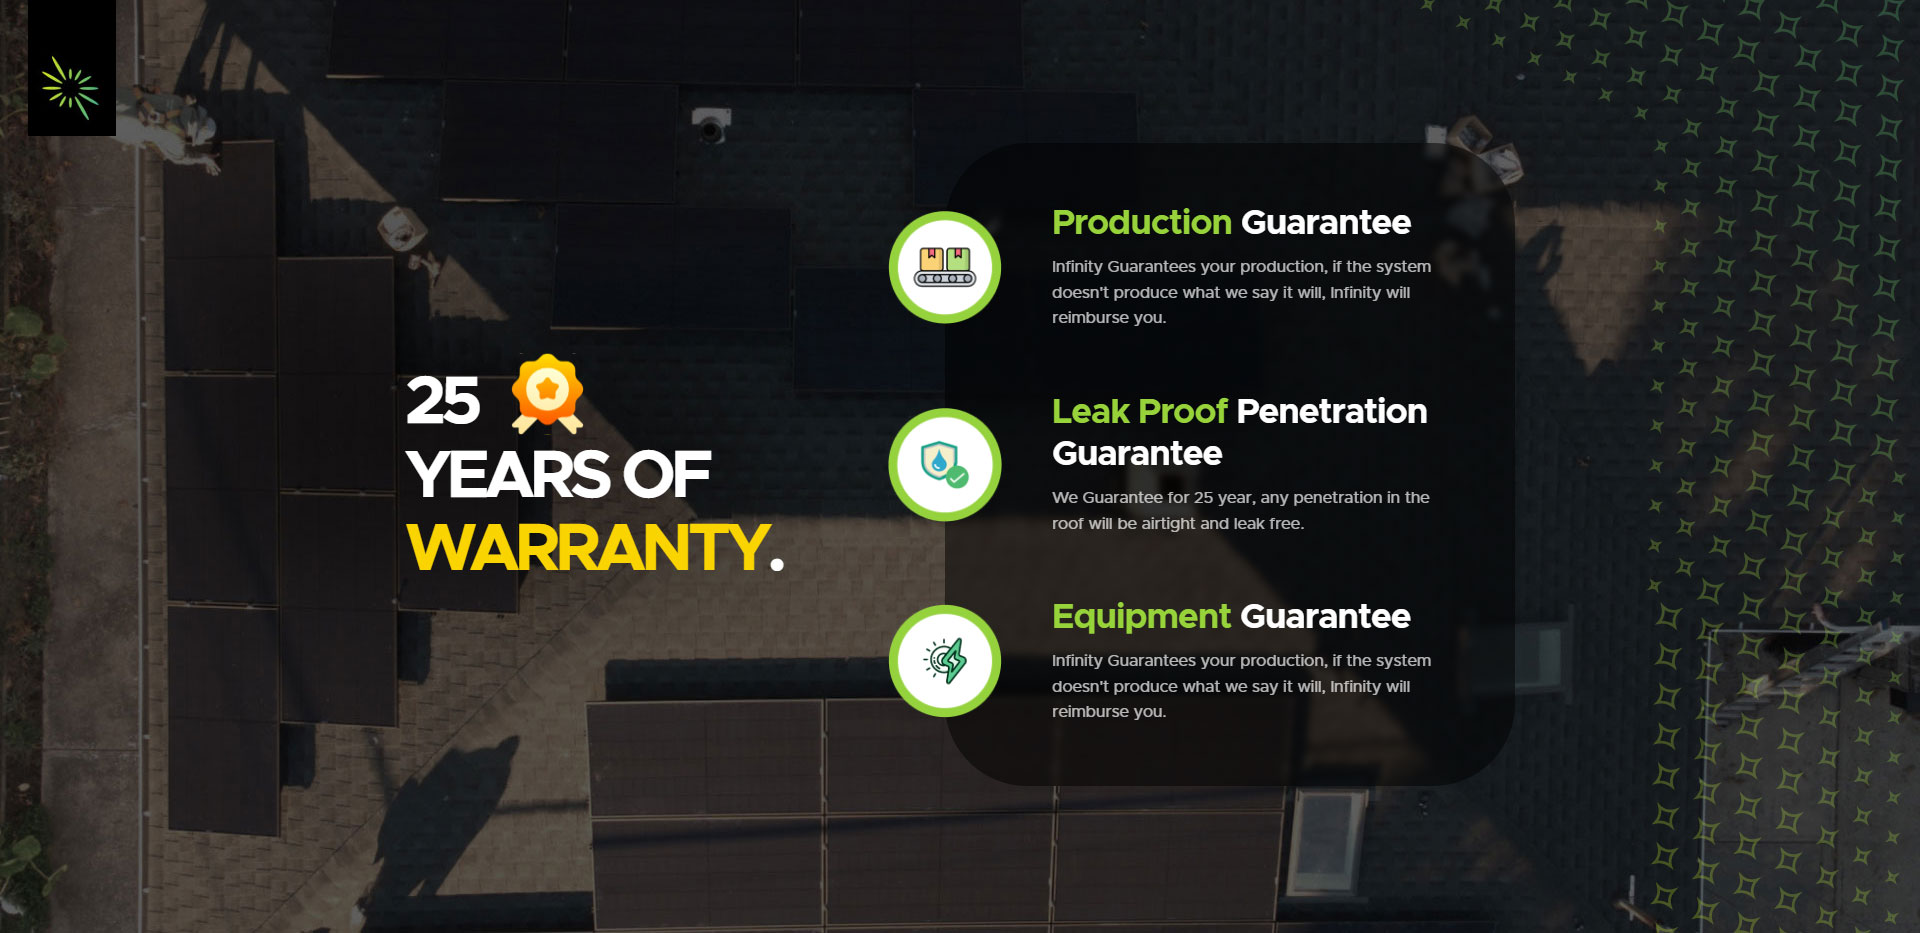 25
YEARS OF
WARRANTY.
Production Guarantee
Infinity Guarantees your production, if the system
doesn't produce what we say it will, Infinity will
reimburse you.
Leak Proof Penetration
Guarantee
We Guarantee for 25 year, any penetration in the
roof will be airtight and leak free.
Equipment Guarantee
Infinity Guarantees your production, if the system
doesn't produce what we say it will, Infinity will
reimburse you.